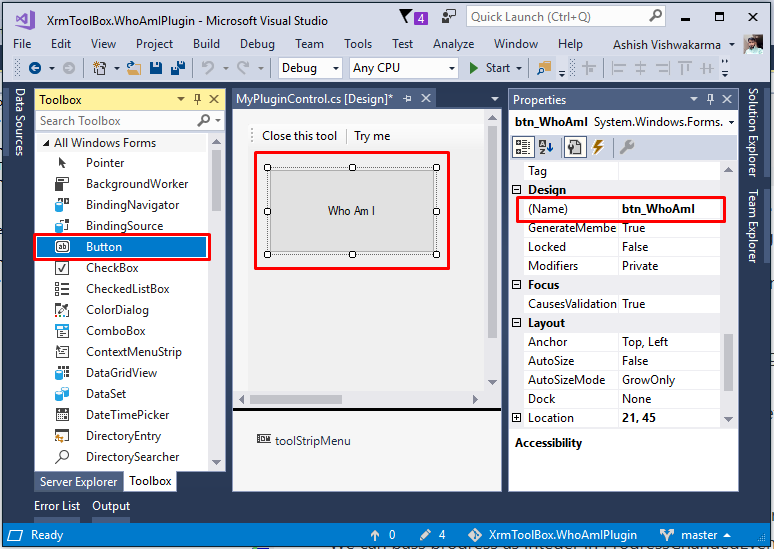 XrmToolBox.WhoAmIPlugin - Microsoft Visual Studio
4
Quick Launch (Ctrl+Q)
File Edit View Project Build Debug Team Tools Test Analyze Window Help Ashish Vishwakarma
Debug Any CPU Start
Data Sources
Toolbox
Search Toolbox
All Windows Forms
Pointer
BackgroundWorker
BindingNavigator
BindingSource
ab
Button
CheckBox
CheckedListBox
ColorDialog
ComboBox
ContextMenuStrip
DataGridView
DataSet
DateTimePicker
DirectoryEntry
DirectorySearcher
Server Explorer Toolbox
MyPluginControl.cs [Design]*
Close this tool Try me
Who Am I
toolStripMenu
Properties
btn_WhoAmI System.Windows.Forms.
Tag
Design
(Name) btn_WhoAmI
GenerateMembe True
Locked False
Modifiers Private
Focus
CausesValidation True
Layout
Anchor Top, Left
AutoSize False
AutoSizeMode GrowOnly
Dock None
Location 21, 45
Accessibility
Solution Explorer
Team Explorer
Error List Output
Ready 0 4 XrmToolBox.WhoAmIPlugin master